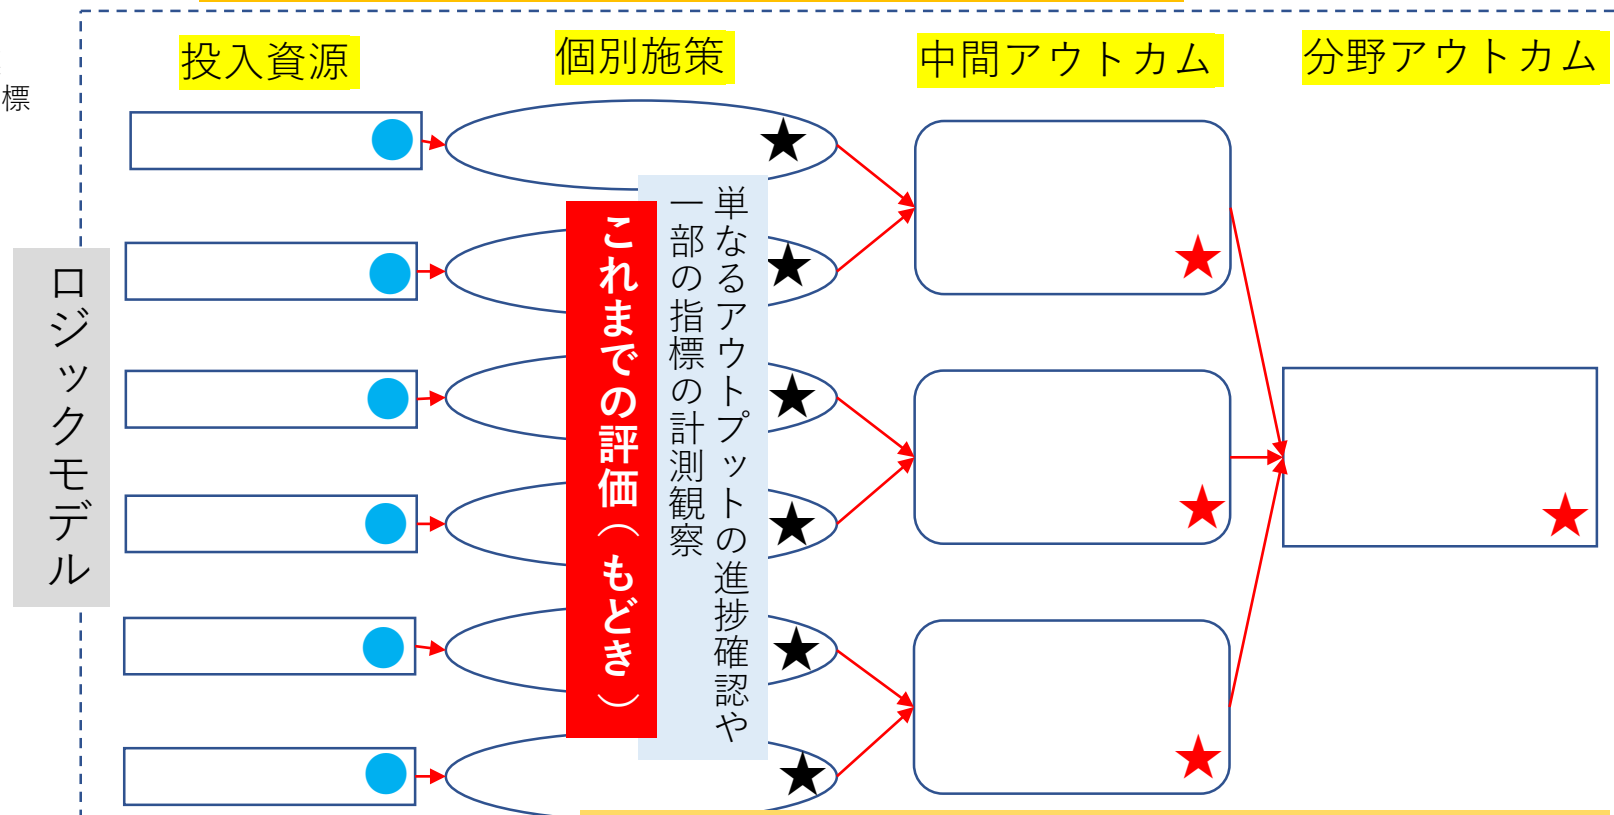 投入資源
個別施策
中間アウトカム
分野アウトカム
標
ロジックモデル
単なるアウトプットの進捗確認や
一部の指標の計測観察
これまでの評価（もどき）